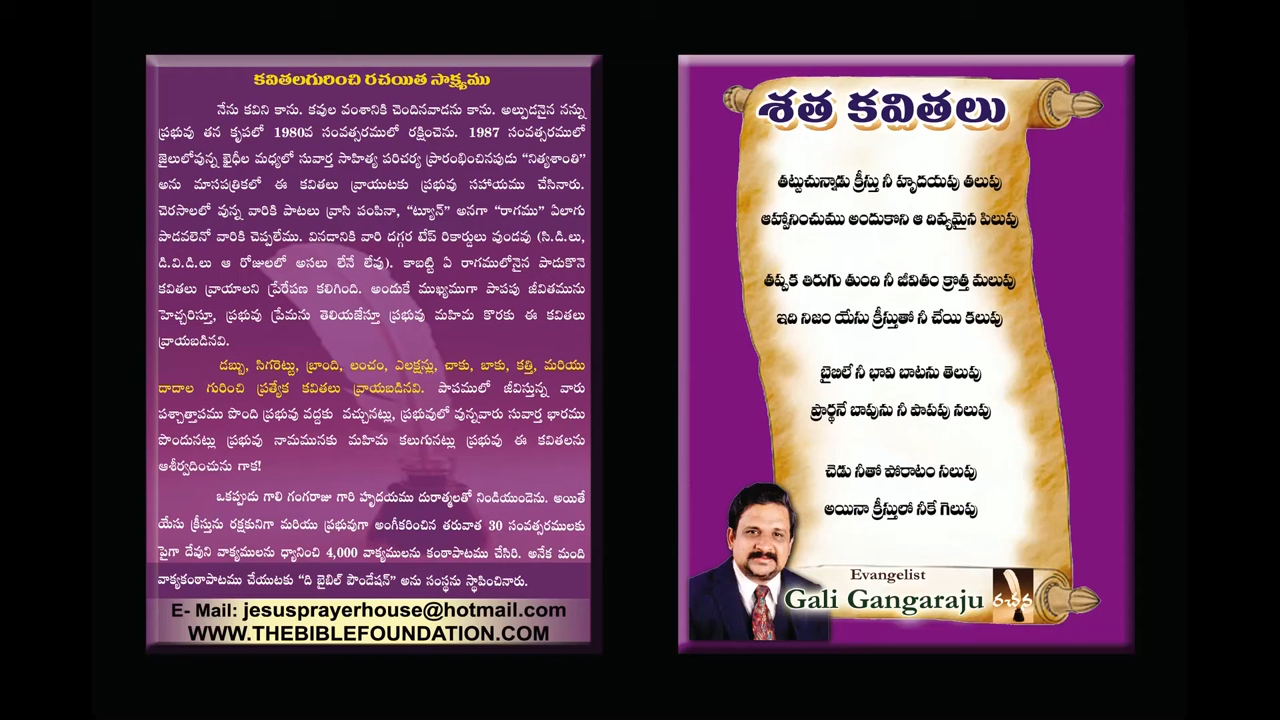 కవితలగురించి రచయిత సాక్ష్యము
నేను కవిని కాను. కవుల వంశానికి చెందినవాడను కాను. అల్పుడనైన నన్ను
ప్రభువు తన కృపలో 1980వ సంవత్సరములో రక్షించెను. 1987 సంవత్సరములో
జైలులోవున్న ఖైధీల మధ్యలో సువార్త సాహిత్య పరిచర్య ప్రారంభించినపుడు “నిత్యశాంతి”
అను మాసపత్రికలో ఈ కవితలు వ్రాయుటకు ప్రభువు సహాయము చేసినారు.
చెరసాలలో వున్న వారికి పాటలు వ్రాసి పంపినా, “ట్యూన్” అనగా “రాగము” ఏలాగు
పాడవలెనో వారికి చెప్పలేము. వినడానికి వారి దగ్గర టేప్ రికార్డులు వుండవు (సి.డి.లు,
డి.వి.డి.లు ఆ రోజులలో అసలు లేనే లేవు). కాబట్టి ఏ రాగములోనైన పాడుకొనె
కవితలు వ్రాయాలని ప్రేరేపణ కలిగింది. అందుకే ముఖ్యముగా పాపపు జీవితమును
హెచ్చరిస్తూ, ప్రభువు ప్రేమను తెలియజేస్తూ ప్రభువు మహిమ కొరకు ఈ కవితలు
వ్రాయబడినవి.
డబ్బు, సిగరెట్టు, బ్రాంది, లంచం, ఎలక్షన్లు, చాకు, బాకు, కత్తి, మరియు
దాదాల గురించి ప్రత్యేక కవితలు వ్రాయబడినవి. పాపములో జీవిస్తున్న వారు
పశ్చాత్తాపము పొంది ప్రభువు వద్దకు వచ్చునట్లు, ప్రభువులో వున్నవారు సువార్త భారము
పొందునట్లు ప్రభువు నామమునకు మహిమ కలుగునట్లు ప్రభువు ఈ కవితలను
ఆశీర్వదించును గాక!
ఒకప్పుడు గాలి గంగరాజు గారి హృదయము దురాత్మలతో నిండియుండెను. అయితే
యేసు క్రీస్తును రక్షకునిగా మరియు ప్రభువుగా అంగీకరించిన తరువాత 30 సంవత్సరములకు
పైగా దేవుని వాక్యములను ధ్యానించి 4,000 వాక్యములను కంఠాపాటము చేసిరి. అనేక మంది
వాక్యకంఠాపాటము చేయుటకు “ది బైబిల్ పౌండేషన్” అను సంస్థను స్థాపించినారు.
E- Mail: jesusprayerhouse@hotmail.com
WWW.THEBIBLEFOUNDATION.COM
శత కవితలు
తట్టుచున్నాడు క్రీస్తు నీ హృదయపు తలుపు
ఆహ్వానించుము అందుకొని ఆ దివ్యమైన పిలుపు
తప్పక తిరుగు తుంది నీ జీవితం క్రొత్త మలుపు
ఇది నిజం యేసు క్రీస్తుతో నీ చేయి కలుపు
బైబిలే నీ భావి బాటను తెలుపు
ప్రార్థనే బాపును నీ పాపపు నలుపు
చెడు నీతో పోరాటం సలుపు
అయినా క్రీస్తులో నీకే గెలుపు
Evangelist
Gali Gangaraju
రచన